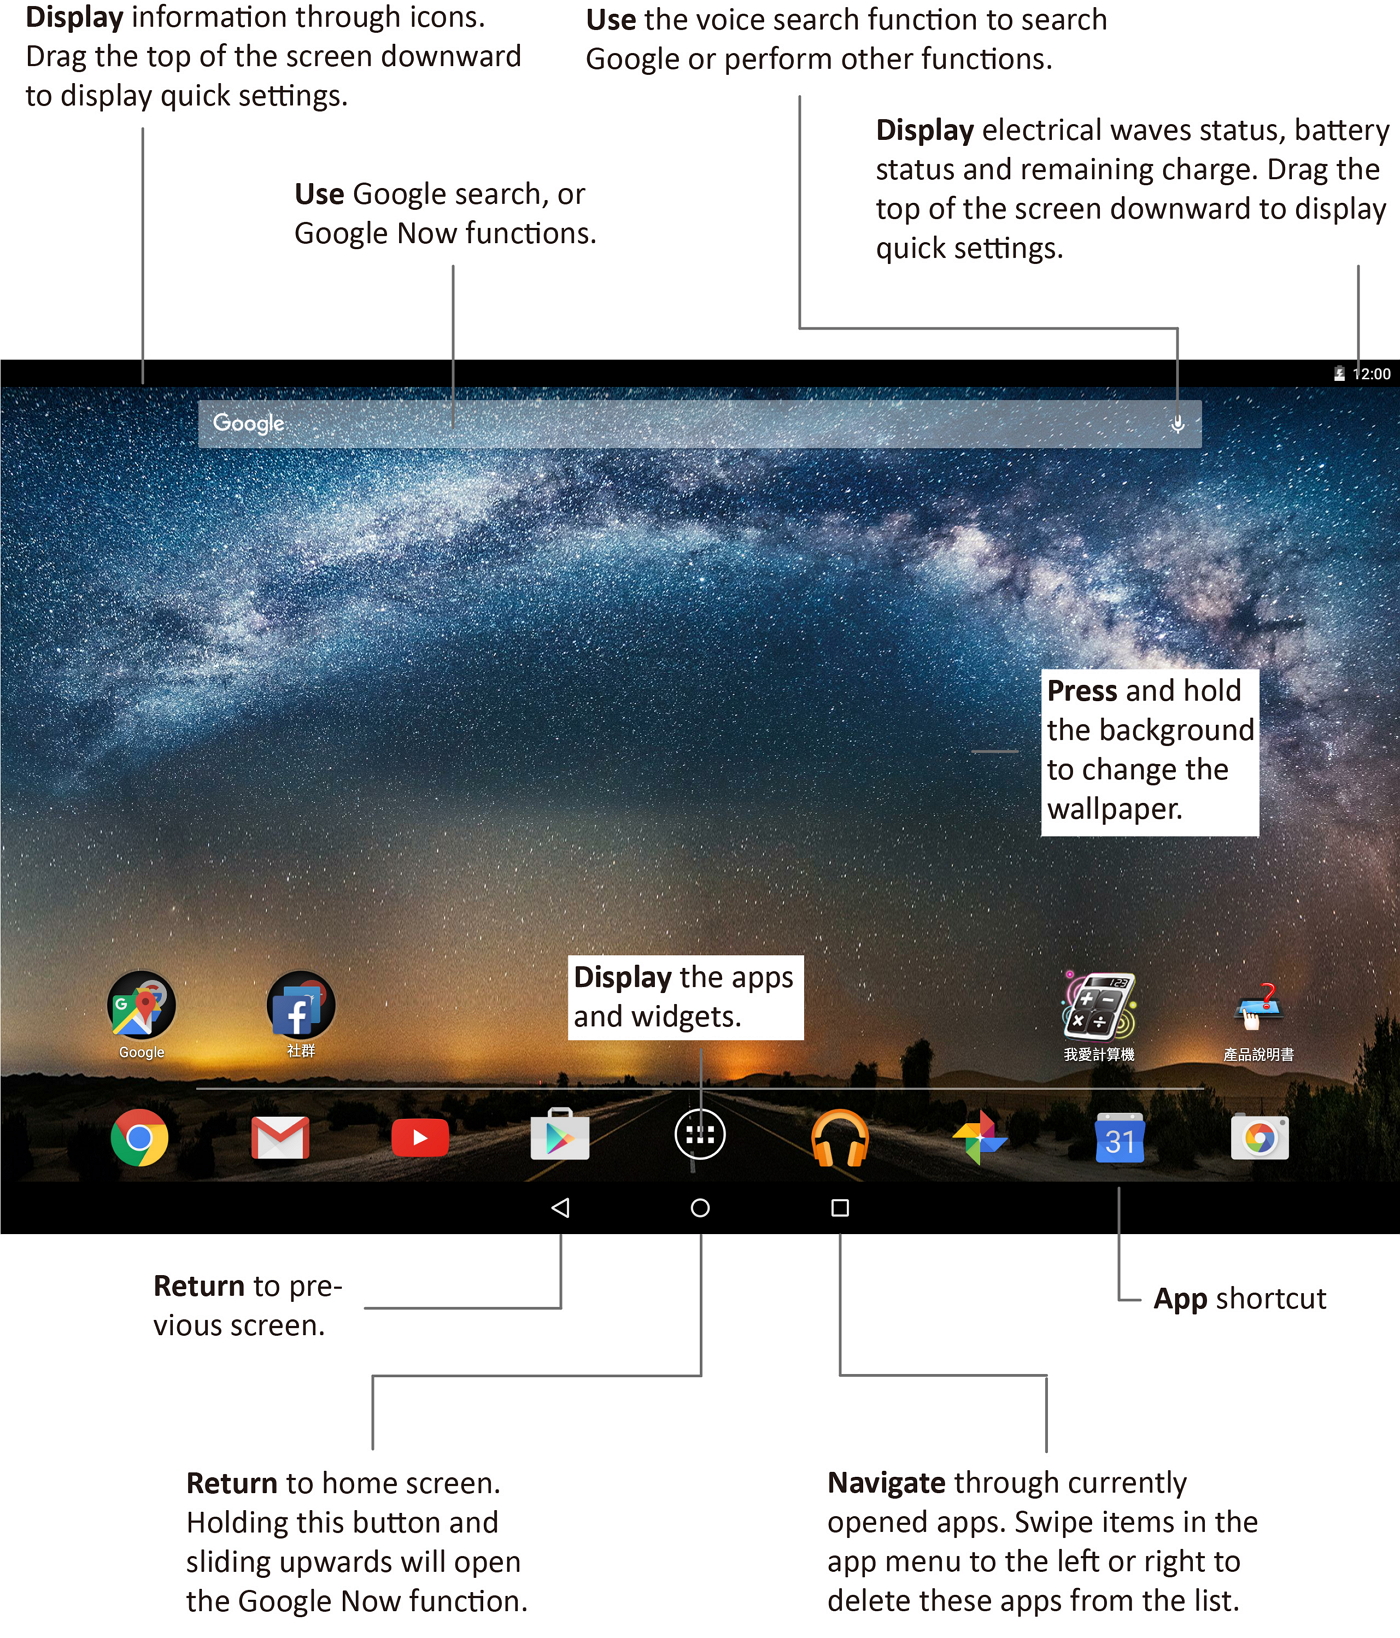 Display information through icons.
Drag the top of the screen downward
to display quick settings.
Use the voice search function to search
Google or perform other functions.
Display electrical waves status, battery
status and remaining charge. Drag the
top of the screen downward to display
quick settings.
Use Google search, or
Google Now functions.
12:00
Google
Press and hold
the background
to change the
wallpaper.
Display the apps
and widgets.
G
f
123
Google
社群
我愛計算機
產品說明書
31
Return to pre-
vious screen.
App shortcut
Return to home screen.
Holding this button and
sliding upwards will open
the Google Now function.
Navigate through currently
opened apps. Swipe items in the
app menu to the left or right to
delete these apps from the list.